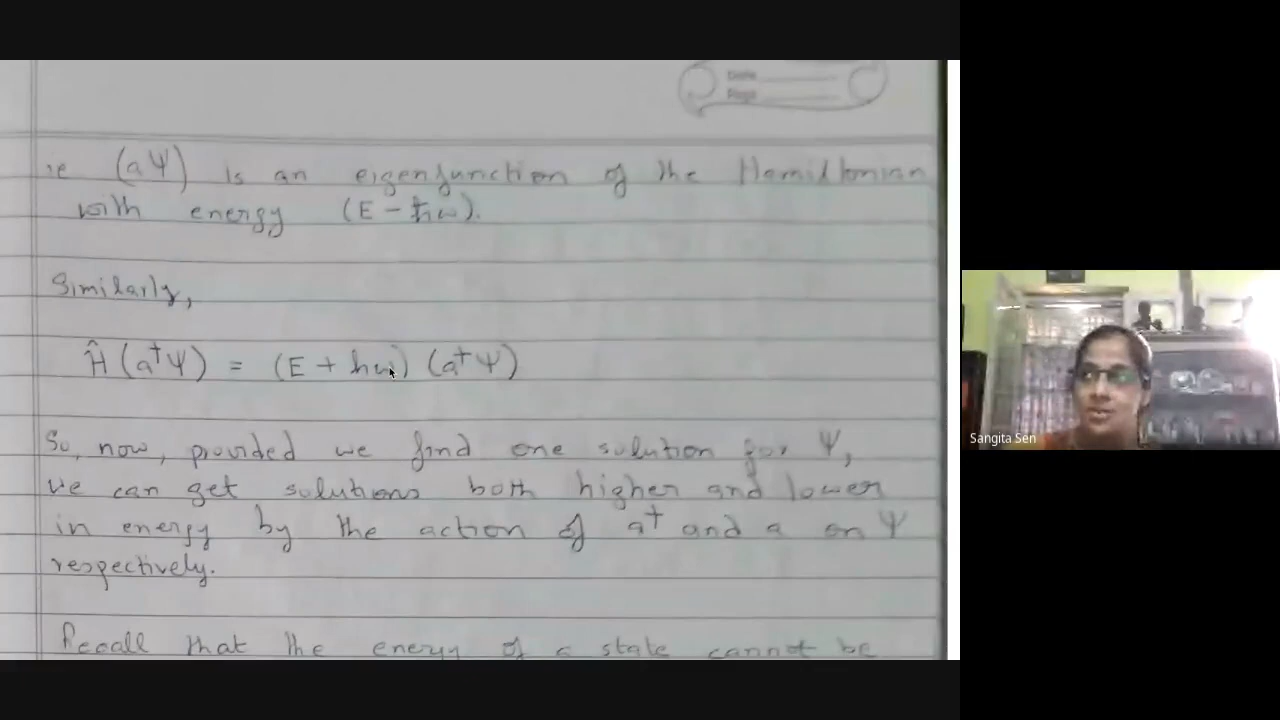 Date
Page
ie (aΨ) is an eigenfunction of the Hamiltonian
with energy (E - ħω).
Similarly,
Ĥ (a†Ψ) = (E + ħω) (a†Ψ)
So, now, provided we find one solution for Ψ,
we can get solutions both higher and lower
in energy by the action of a† and a on Ψ
respectively.
Recall that the energy of a state cannot be
Sangita Sen